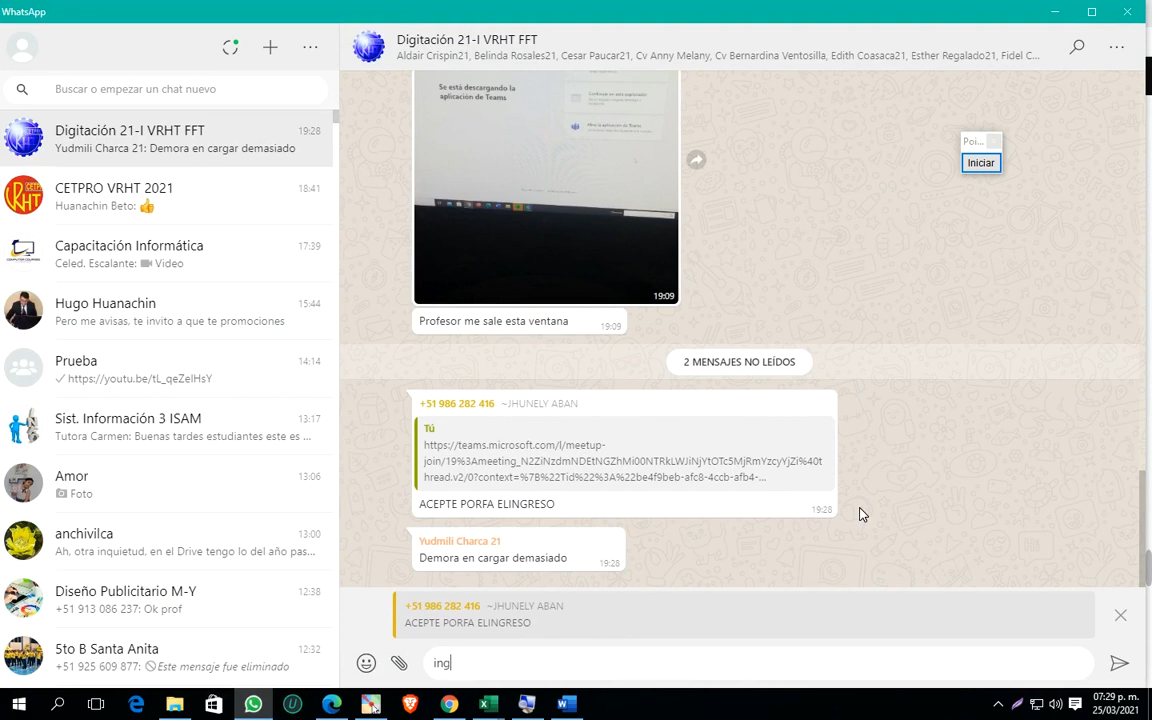 WhatsApp
Buscar o empezar un chat nuevo
Digitación 21-I VRHT FFT
19:28
Yudmili Charca 21: Demora en cargar demasiado
CETPRO VRHT 2021
18:41
Huanachin Beto: 👍
Capacitación Informática
17:39
Celed. Escalante: Video
Hugo Huanachin
15:44
Pero me avisas, te invito a que te promociones
Prueba
14:14
https://youtu.be/tL_qeZeIHsY
Sist. Información 3 ISAM
13:17
Tutora Carmen: Buenas tardes estudiantes este es ...
Amor
13:06
Foto
anchivilca
13:00
Ah, otra inquietud. en el Drive tengo lo del año pas...
Diseño Publicitario M-Y
12:38
+51 913 086 237: Ok prof
5to B Santa Anita
12:32
+51 925 609 877: Este mensaje fue eliminado
Digitación 21-I VRHT FFT
Aldair Crispin21, Belinda Rosales21, Cesar Paucar21, Cv Anny Melany, Cv Bernardina Ventosilla, Edith Coasaca21, Esther Regalado21, Fidel C...
Se está descargando la
aplicación de Teams
19:09
Profesor me sale esta ventana
19:09
2 MENSAJES NO LEÍDOS
+51 986 282 416 ~JHUNELY ABAN
Tú
https://teams.microsoft.com/l/meetup-
join/19%3Ameeting_N2ZiNzdmNDEtNGZhMi00NTRkLWJiNjYtOTc5MjRmYzcyYjZi%40t
hread.v2/0?context=%7B%22Tid%22%3A%22be4f9beb-afc8-4ccb-afb4-...
ACEPTE PORFA ELINGRESO
19:28
Yudmili Charca 21
Demora en cargar demasiado
19:28
+51 986 282 416 ~JHUNELY ABAN
ACEPTE PORFA ELINGRESO
ing
Poi...
Iniciar
07:29 p. m.
25/03/2021